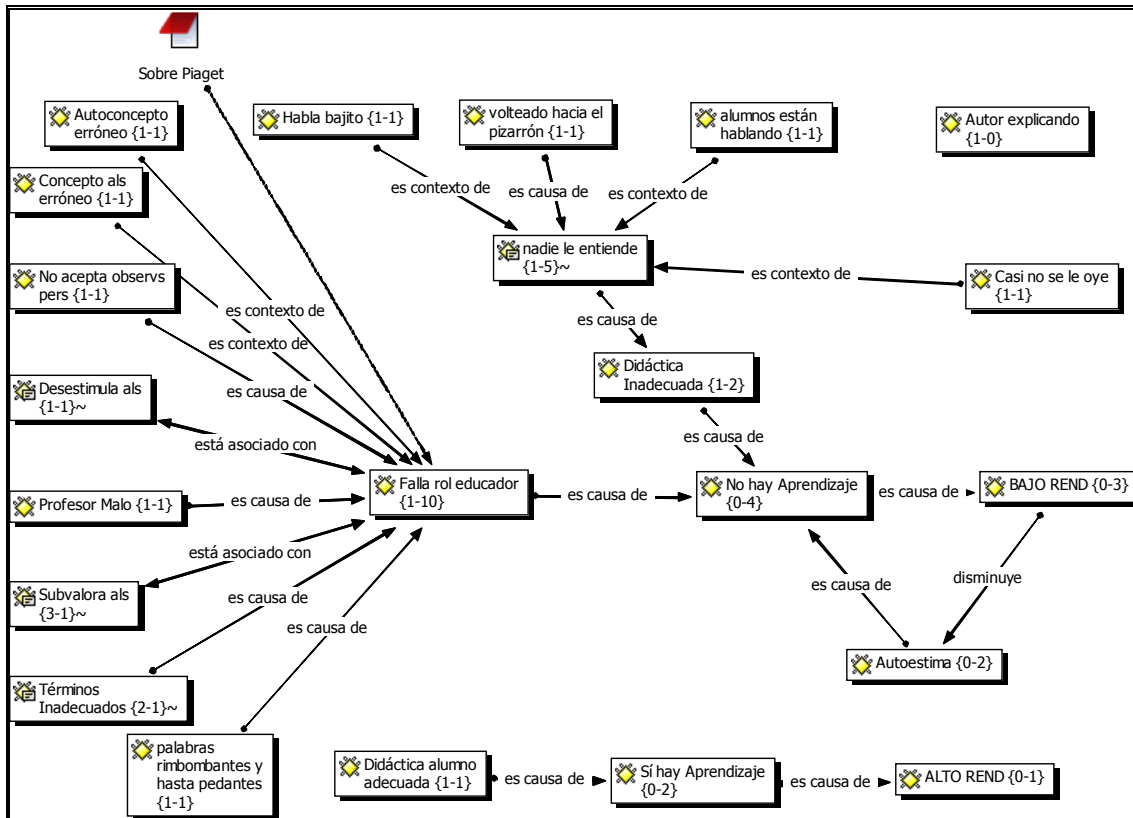 Sobre Piaget
Autoconcepto
erróneo {1-1}
Habla bajito {1-1}
volteado hacia el
pizarrón {1-1}
alumnos están
hablando {1-1}
Autor explicando
{1-0}
Concepto als
erróneo {1-1}
es contexto de
es causa de
es contexto de
nadie le entiende
{1-5}~
No acepta observs
pers {1-1}
es contexto de
Casi no se le oye
{1-1}
es contexto de
es causa de
es contexto de
Didáctica
Inadecuada {1-2}
Desestimula als
{1-1}~
es causa de
está asociado con
es causa de
Falla rol educador
{1-10}
No hay Aprendizaje
{0-4}
BAJO REND {0-3}
Profesor Malo {1-1}
es causa de
es causa de
es causa de
está asociado con
Subvalora als
{3-1}~
es causa de
es causa de
disminuye
es causa de
Autoestima {0-2}
Términos
Inadecuados {2-1}~
palabras
rimbombantes y
hasta pedantes
{1-1}
Didáctica alumno
adecuada {1-1}
es causa de
Sí hay Aprendizaje
{0-2}
es causa de
ALTO REND {0-1}